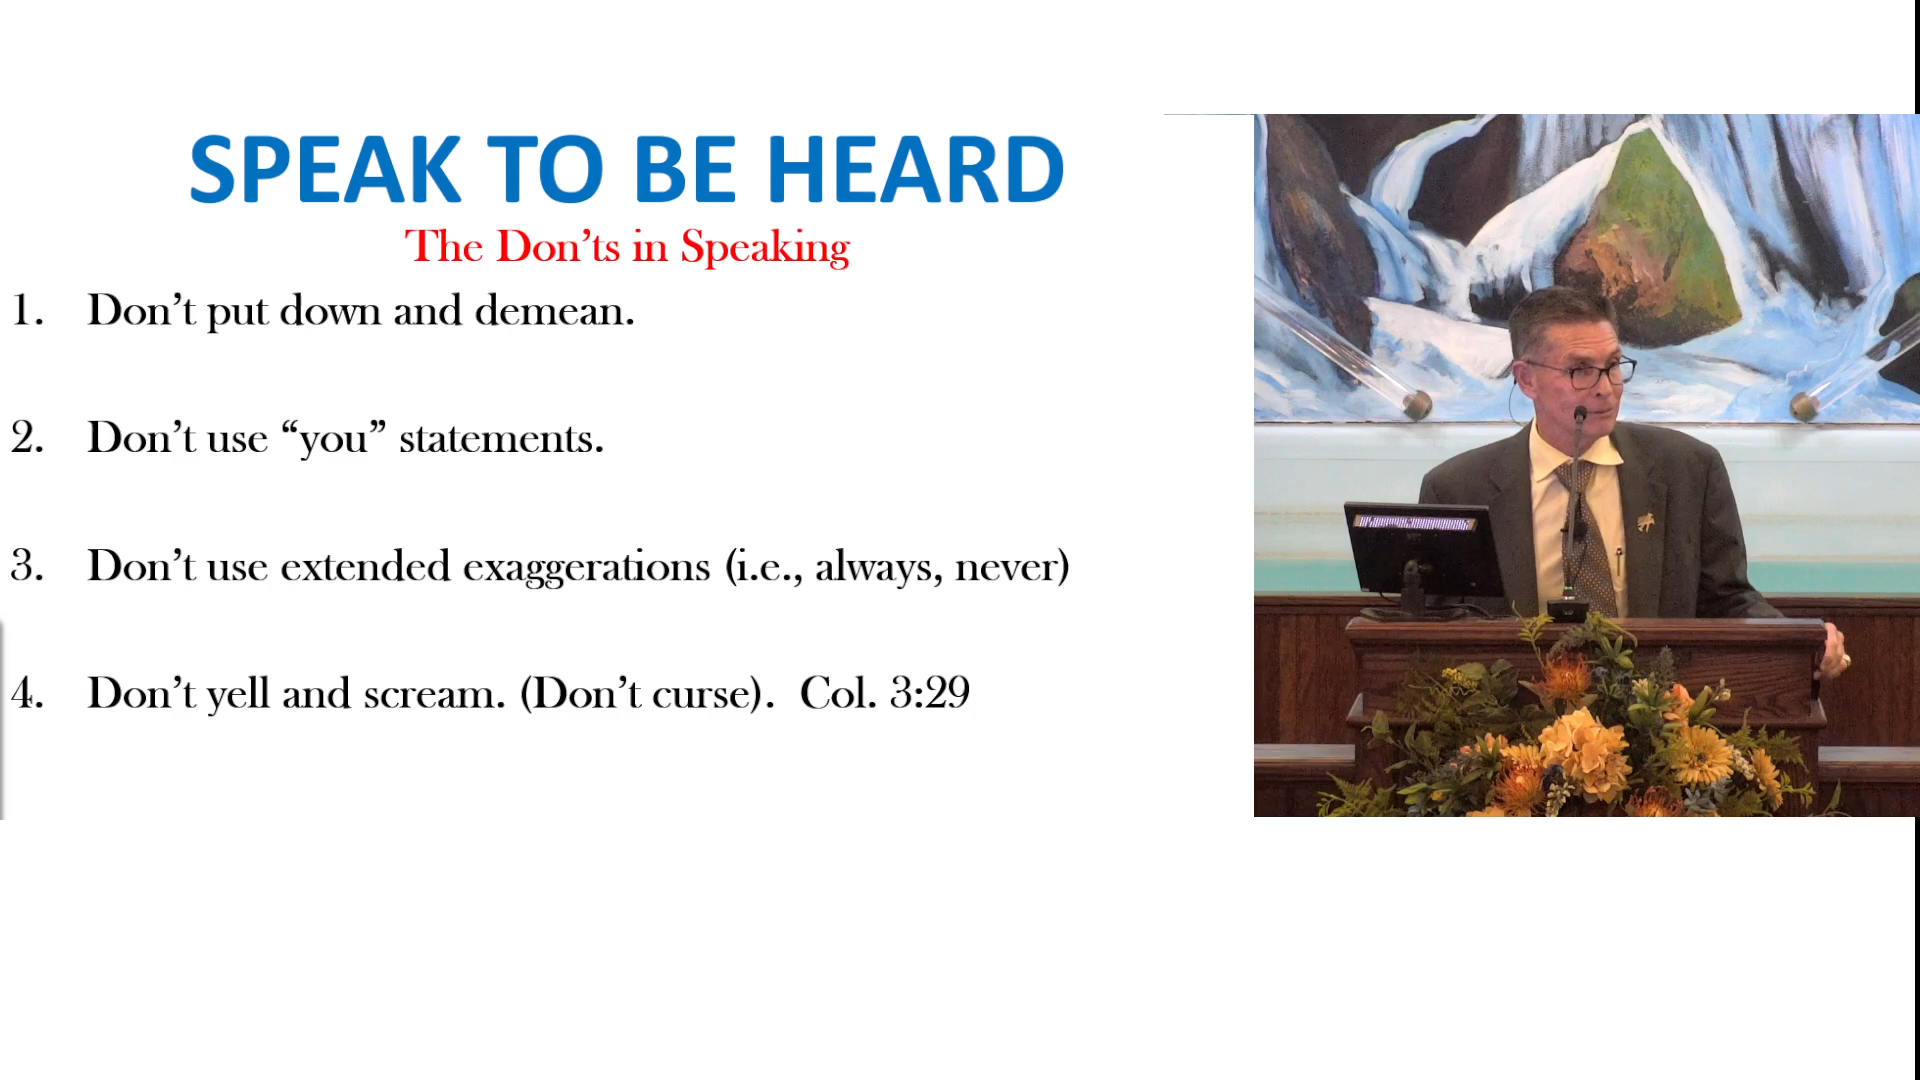 SPEAK TO BE HEARD
The Don’ts in Speaking
1. Don’t put down and demean.
2. Don’t use “you” statements.
3. Don’t use extended exaggerations (i.e., always, never)
4. Don’t yell and scream. (Don’t curse). Col. 3:29